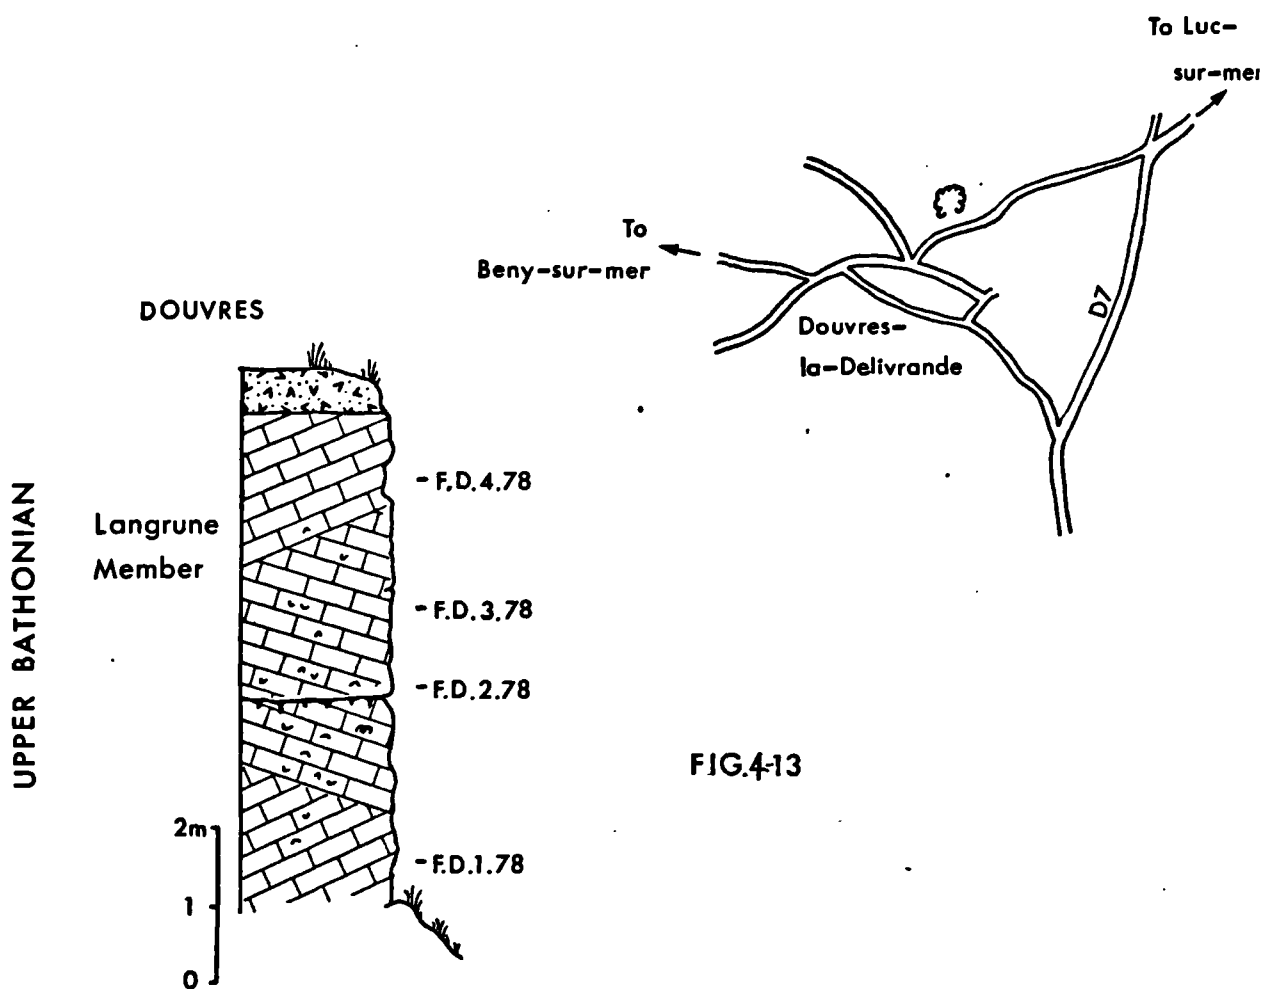 To Luc-
sur-mer
To
Beny-sur-mer
D7
Douvres-
la-Delivrande
DOUVRES
UPPER BATHONIAN
Langrune
Member
-F.D.4.78
-F.D.3.78
-F.D.2.78
-F.D.1.78
2m
1
0
FIG.4-13